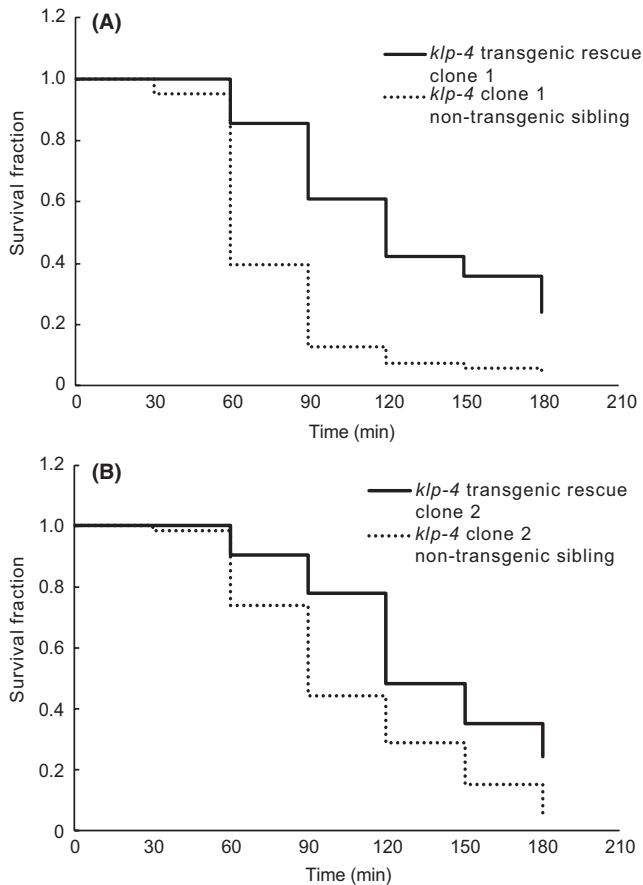 (A)
1.2
1.0
0.8
0.6
0.4
0.2
0
Survival fraction
klp-4 transgenic rescue
clone 1
klp-4 clone 1
non-transgenic sibling
0 30 60 90 120 150 180 210
Time (min)
(B)
1.2
1.0
0.8
0.6
0.4
0.2
0
Survival fraction
klp-4 transgenic rescue
clone 2
klp-4 clone 2
non-transgenic sibling
0 30 60 90 120 150 180 210
Time (min)